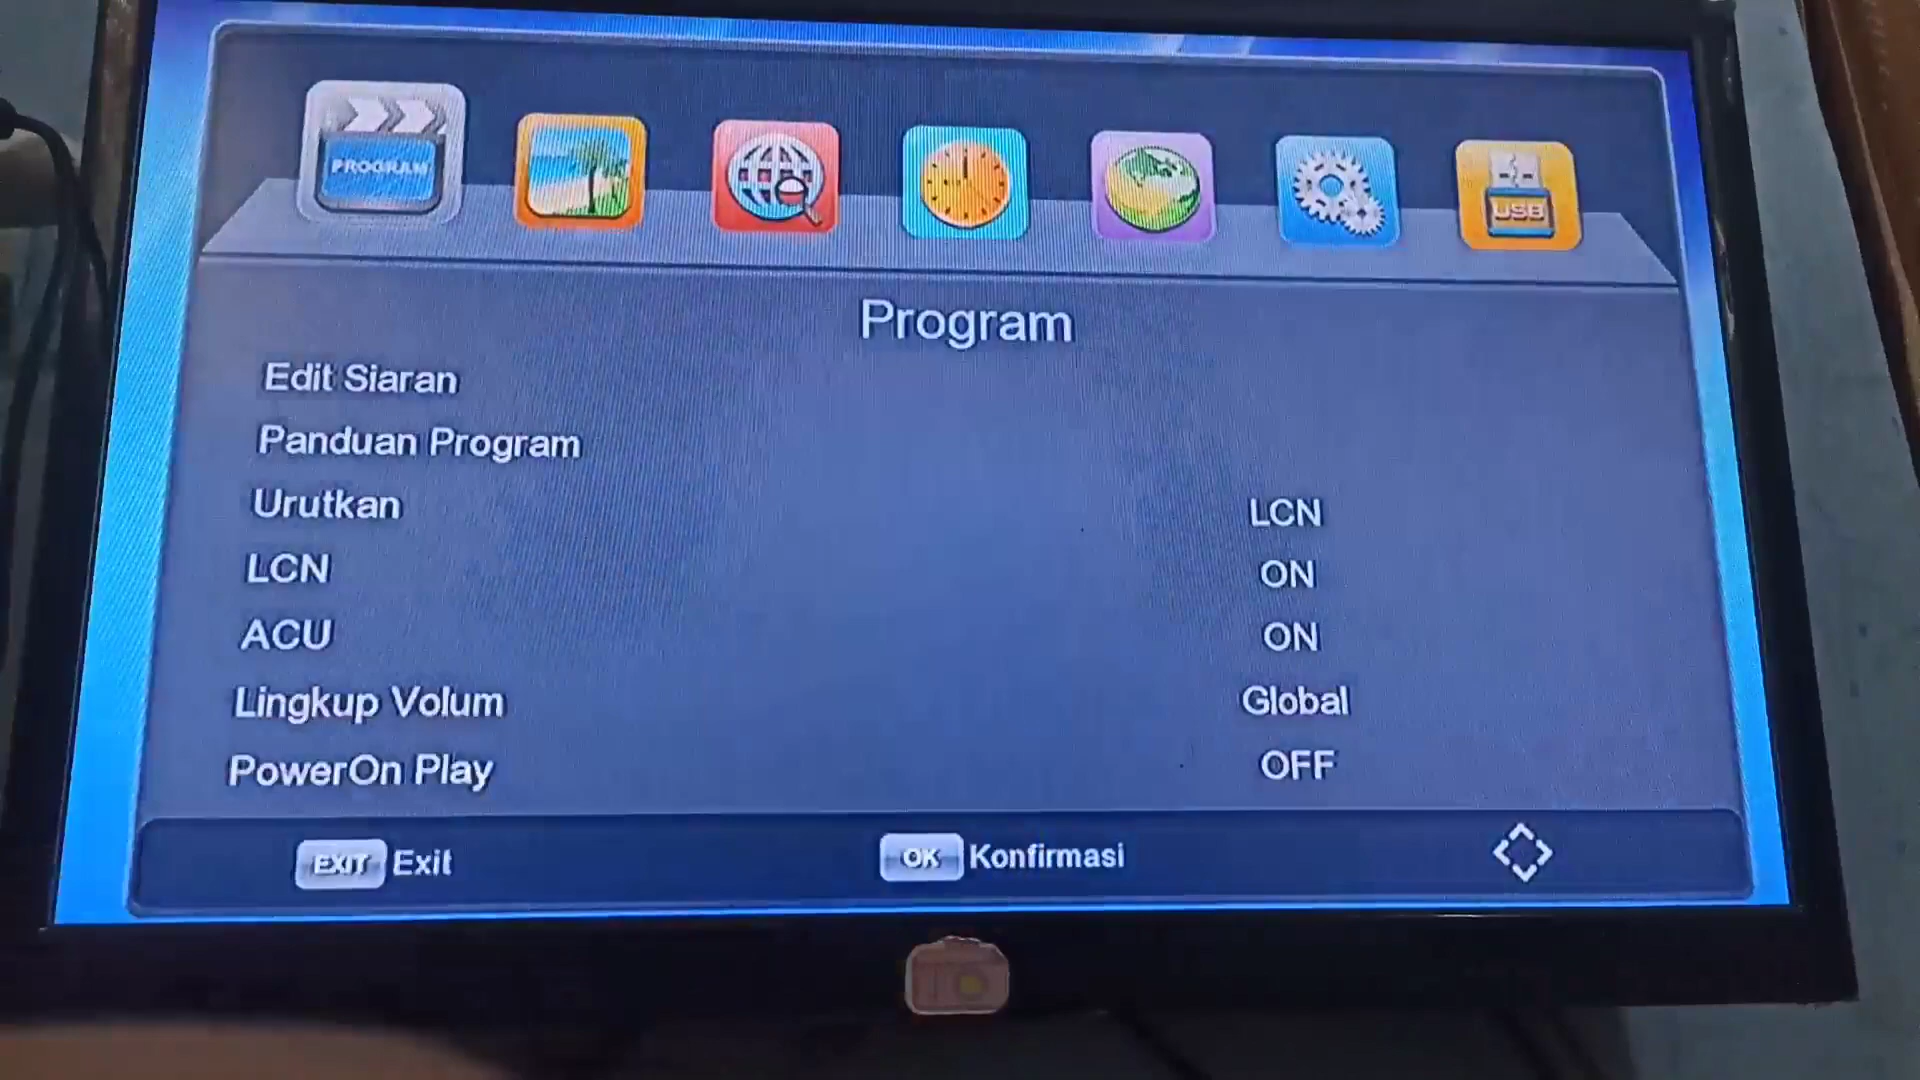 PROGRAM
USB
Program
Edit Siaran
Panduan Program
Urutkan LCN
LCN ON
ACU ON
Lingkup Volum Global
PowerOn Play OFF
EXIT Exit OK Konfirmasi